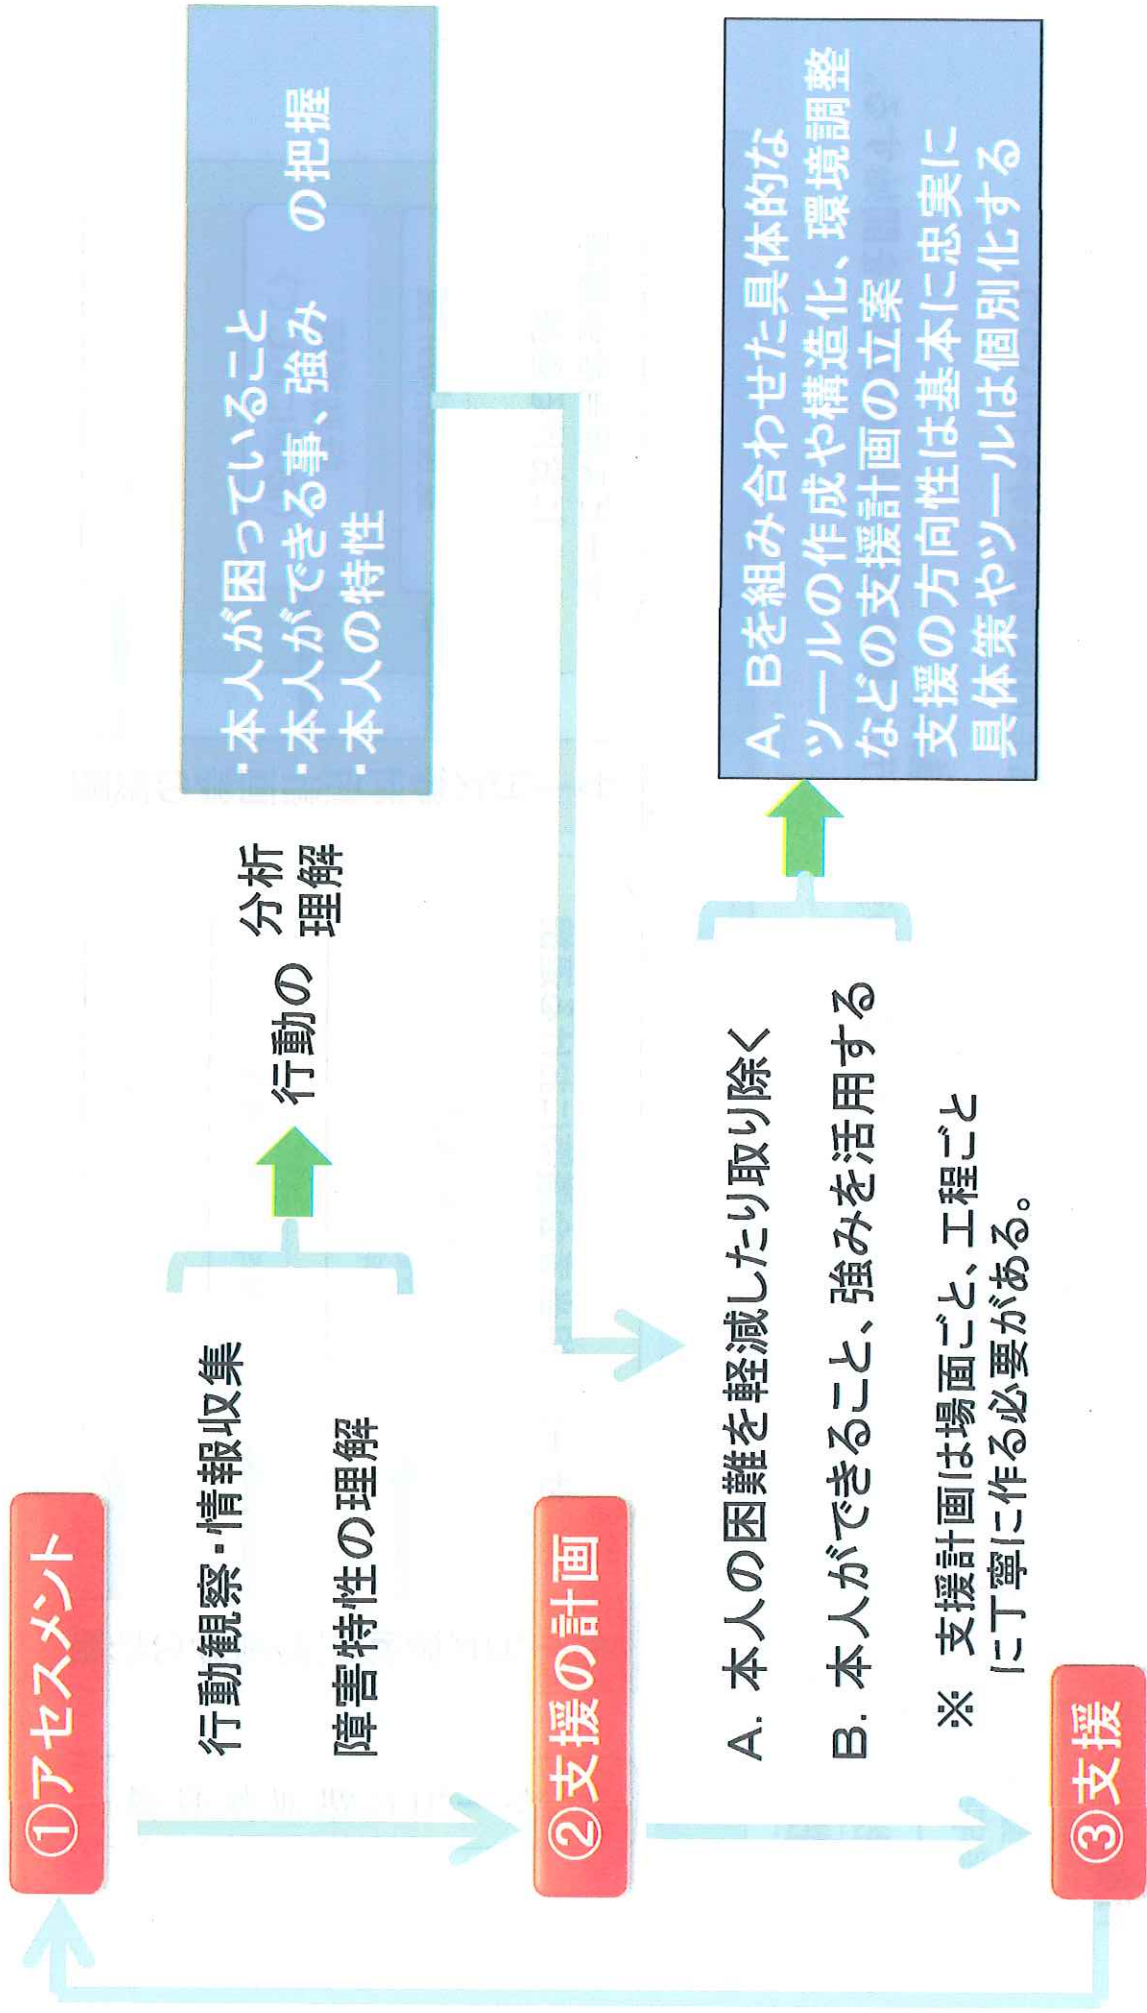 ①アセスメント
行動観察・情報収集
障害特性の理解
行動の
分析
理解
・本人が困っていること
・本人ができる事、強み の把握
・本人の特性
②支援の計画
A. 本人の困難を軽減したり取り除く
B. 本人ができること、強みを活用する
※ 支援計画は場面ごと、工程ごと
に丁寧に作る必要がある。
A, Bを組み合わせた具体的な
ツールの作成や構造化、環境調整
などの支援計画の立案
支援の方向性は基本に忠実に
具体策やツールは個別化する
③支援